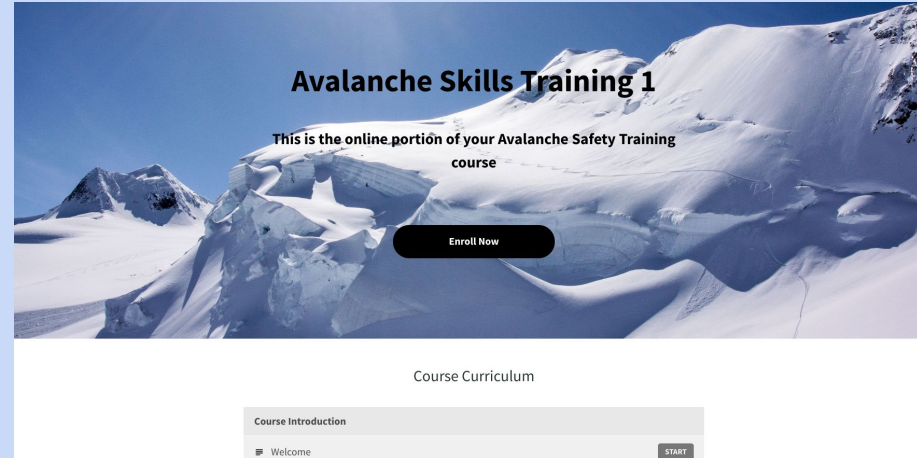 Avalanche Skills Training 1
This is the online portion of your Avalanche Safety Training
course
Enroll Now
Course Curriculum
Course Introduction
Welcome
START